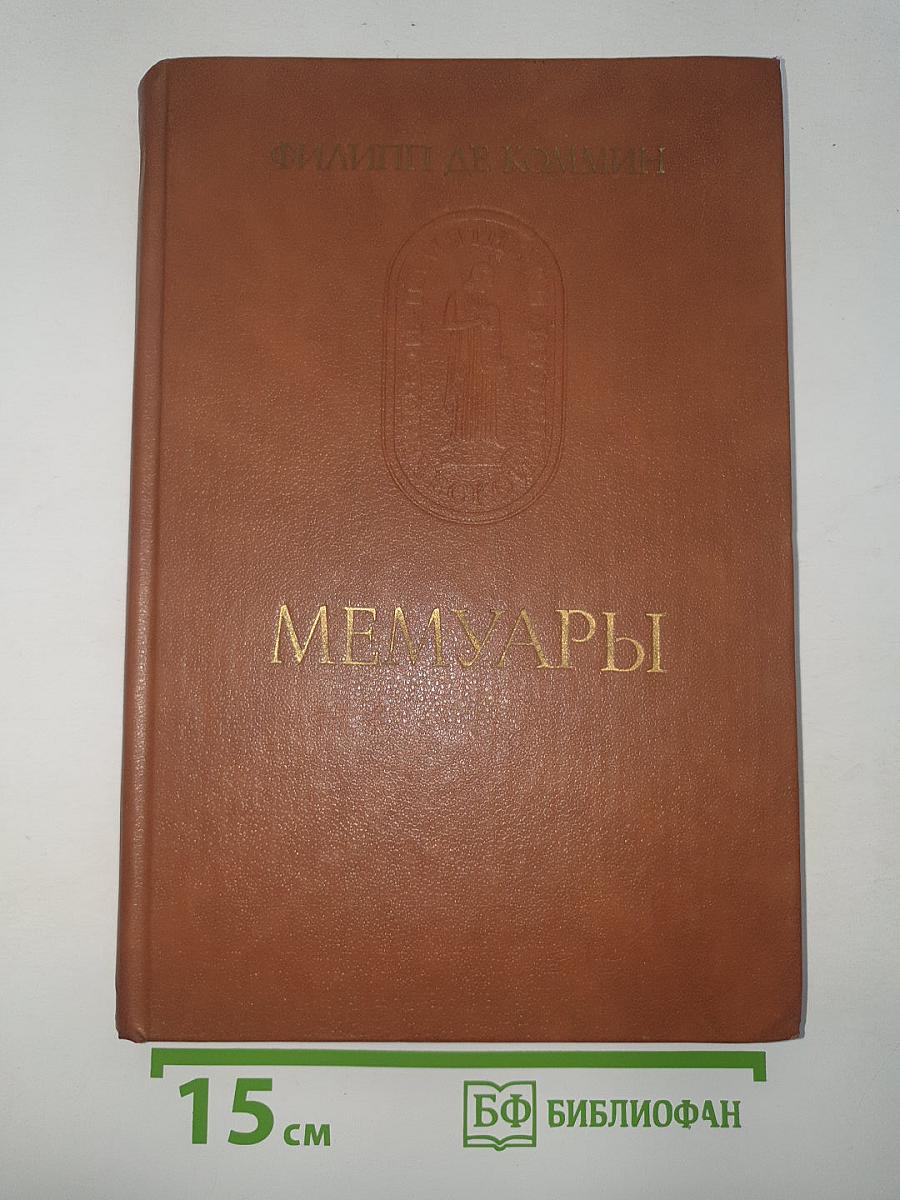 ФИЛИПП ДЕ КОММИН
МЕМУАРЫ
15 см
БФ БИБЛИОФАН